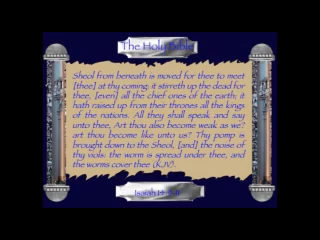 The Holy Bible
Sheol from beneath is moved for thee to meet
[thee] at thy coming; it stirreth up the dead for
thee, [even] all the chief ones of the earth; it
hath raised up from their thrones all the kings
of the nations. All they shall speak and say
unto thee, Art thou also become weak as we?
art thou become like unto us? Thy pomp is
brought down to the Sheol, [and] the noise of
thy viols: the worm is spread under thee, and
the worms cover thee (KJV).
Isaiah 14